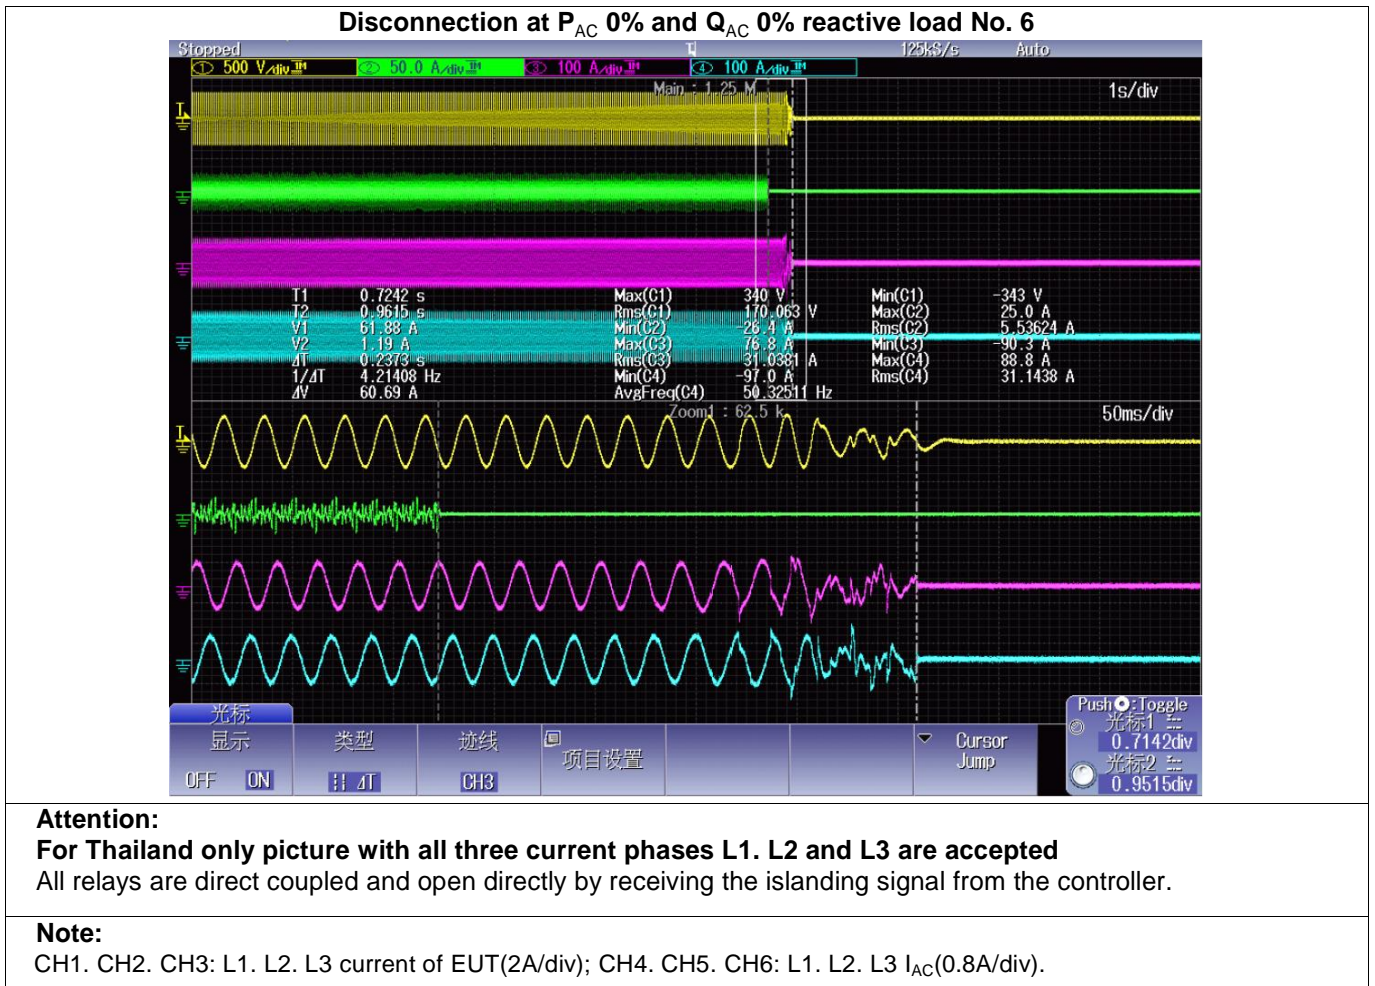 Disconnection at PAC 0% and QAC 0% reactive load No. 6
Stopped 125kS/s Auto
① 500 V/div ② 50.0 A/div ③ 100 A/div ④ 100 A/div
Main : 1.25 M 1s/div
T1 0.7242 s Max(C1) 340 V Min(C1) -343 V
T2 0.9615 s Rms(C1) 170.063 V Max(C2) 25.0 A
V1 61.88 A Min(C2) -26.4 A Rms(C2) 5.53624 A
V2 1.19 A Max(C3) 76.8 A Min(C3) -90.3 A
ΔT 0.2373 s Rms(C3) 31.0381 A Max(C4) 88.8 A
1/ΔT 4.21408 Hz Min(C4) -97.0 A Rms(C4) 31.1438 A
ΔV 60.69 A AvgFreq(C4) 50.32511 Hz
Zoom1 : 62.5 k 50ms/div
光标
显示 类型 迹线 项目设置 Cursor Jump
OFF ON ΔT CH3
Push :Toggle
光标1
0.7142div
光标2
0.9515div
Attention:
For Thailand only picture with all three current phases L1. L2 and L3 are accepted
All relays are direct coupled and open directly by receiving the islanding signal from the controller.
Note:
CH1. CH2. CH3: L1. L2. L3 current of EUT(2A/div); CH4. CH5. CH6: L1. L2. L3 IAC(0.8A/div).